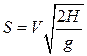 S = V√(2H/g)